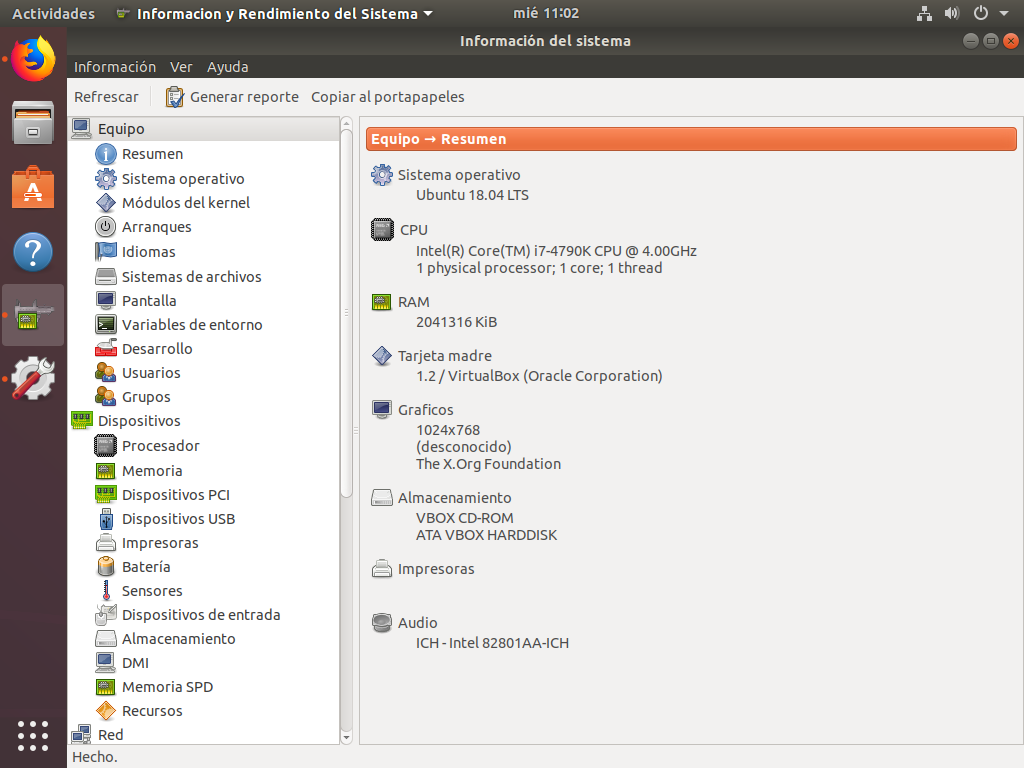 Actividades
Informacion y Rendimiento del Sistema
mié 11:02
Información del sistema
Información Ver Ayuda
Refrescar Generar reporte Copiar al portapapeles
Equipo
Resumen
Sistema operativo
Módulos del kernel
Arranques
Idiomas
Sistemas de archivos
Pantalla
Variables de entorno
Desarrollo
Usuarios
Grupos
Dispositivos
Procesador
Memoria
Dispositivos PCI
Dispositivos USB
Impresoras
Batería
Sensores
Dispositivos de entrada
Almacenamiento
DMI
Memoria SPD
Recursos
Red
Equipo → Resumen
Sistema operativo
Ubuntu 18.04 LTS
CPU
Intel(R) Core(TM) i7-4790K CPU @ 4.00GHz
1 physical processor; 1 core; 1 thread
RAM
2041316 KiB
Tarjeta madre
1.2 / VirtualBox (Oracle Corporation)
Graficos
1024x768
(desconocido)
The X.Org Foundation
Almacenamiento
VBOX CD-ROM
ATA VBOX HARDDISK
Impresoras
Audio
ICH - Intel 82801AA-ICH
Hecho.